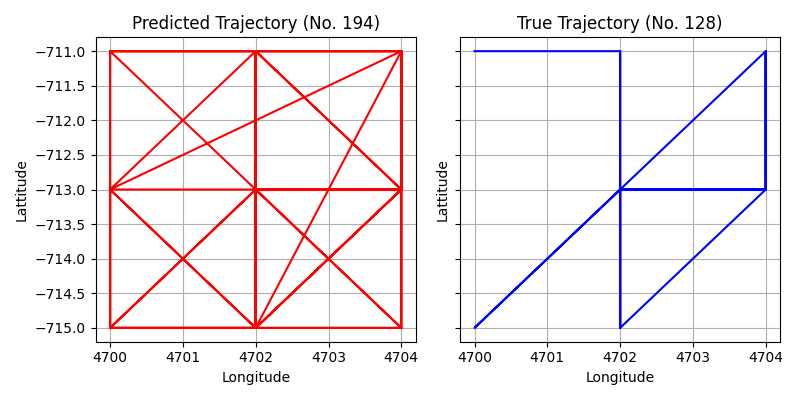 Predicted Trajectory (No. 194)
True Trajectory (No. 128)
−711.0
−711.5
−712.0
−712.5
−713.0
−713.5
−714.0
−714.5
−715.0
Lattitude
Lattitude
4700 4701 4702 4703 4704
4700 4701 4702 4703 4704
Longitude
Longitude